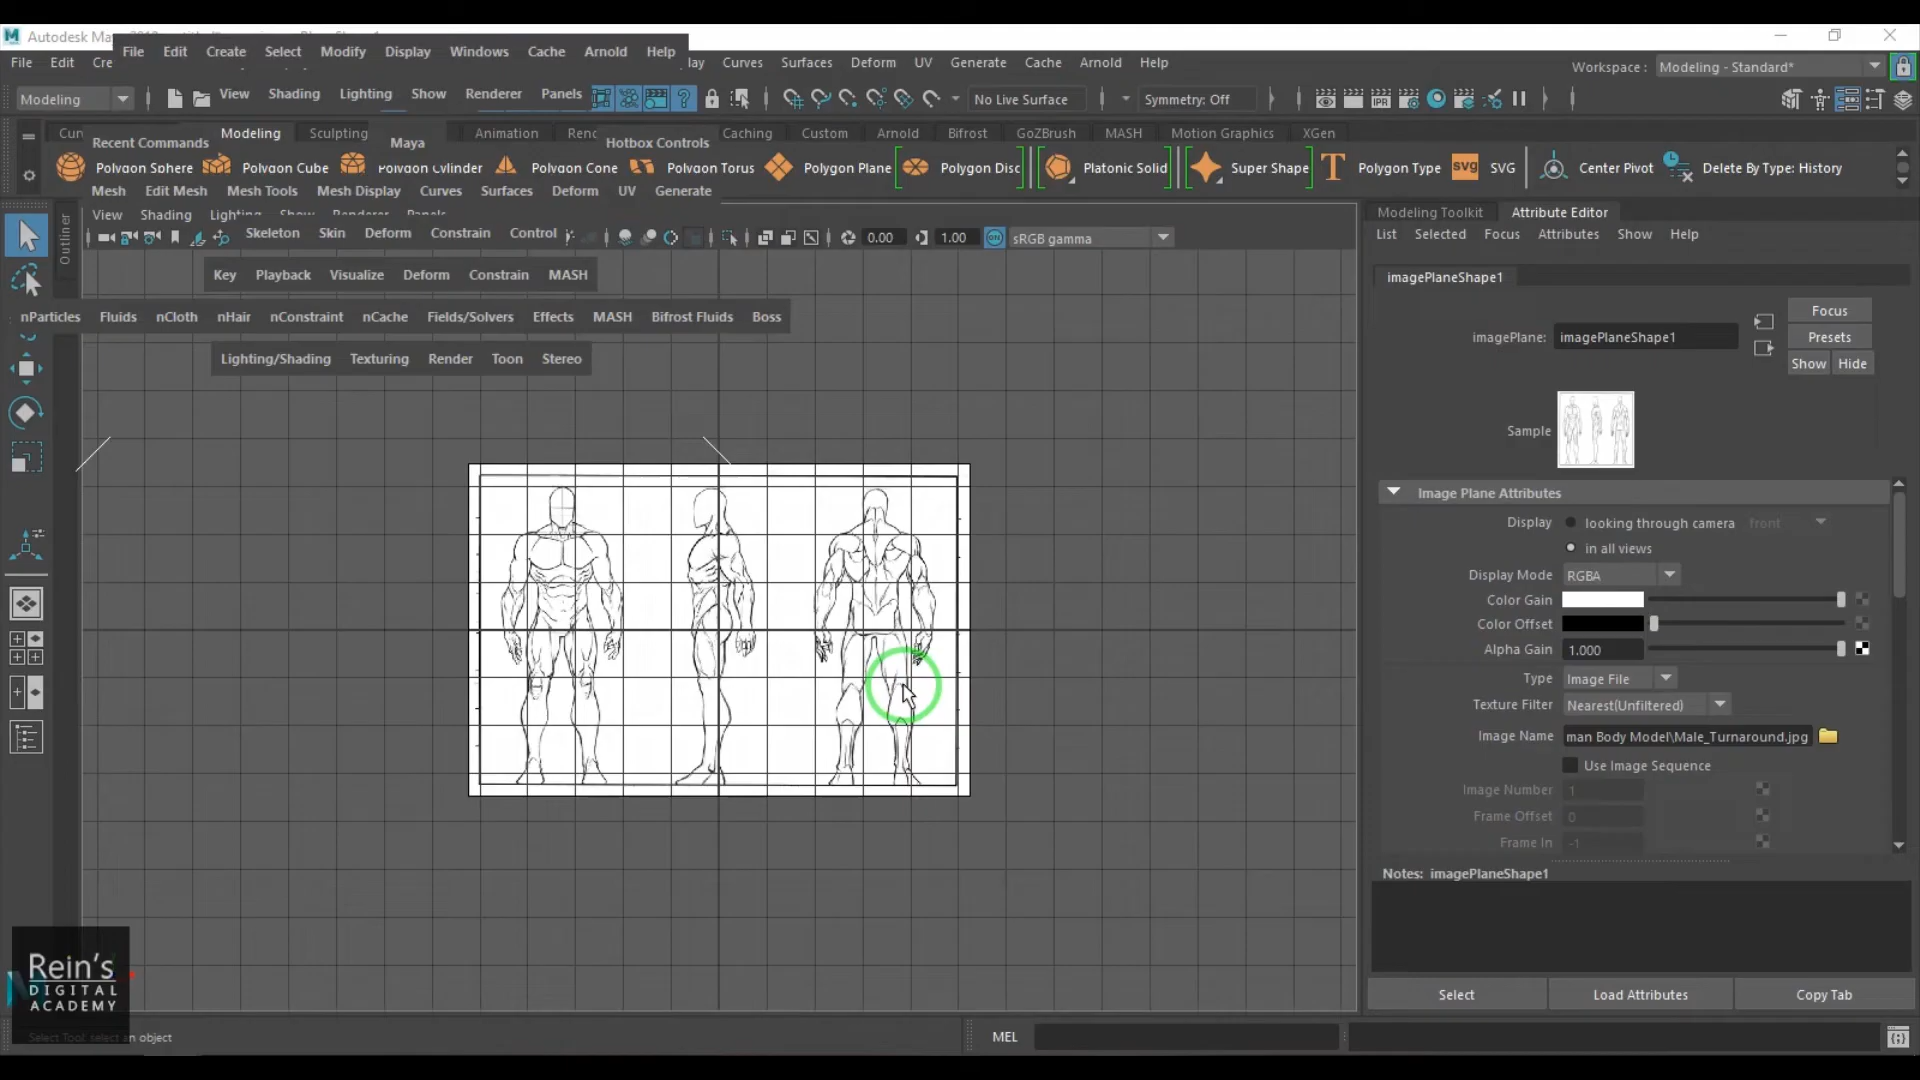 Autodesk Ma
File Edit Create Select Modify Display Windows Cache Arnold Help
File Edit Cre lay Curves Surfaces Deform UV Generate Cache Arnold Help
Workspace : Modeling - Standard*
Modeling View Shading Lighting Show Renderer Panels No Live Surface Symmetry: Off
IPR
Modeling Sculpting Animation Caching Custom Arnold Bifrost GoZBrush MASH Motion Graphics XGen
Recent Commands Maya Hotbox Controls
Polygon Sphere Polygon Cube Polygon Cylinder Polygon Cone Polygon Torus Polygon Plane Polygon Disc Platonic Solid Super Shape Polygon Type svg SVG Center Pivot Delete By Type: History
Mesh Edit Mesh Mesh Tools Mesh Display Curves Surfaces Deform UV Generate
View Shading Lighting Show Renderer Panels
Outliner
Skeleton Skin Deform Constrain Control 0.00 1.00 sRGB gamma
Key Playback Visualize Deform Constrain MASH
nParticles Fluids nCloth nHair nConstraint nCache Fields/Solvers Effects MASH Bifrost Fluids Boss
Lighting/Shading Texturing Render Toon Stereo
Modeling Toolkit Attribute Editor
List Selected Focus Attributes Show Help
imagePlaneShape1
Focus
imagePlane: imagePlaneShape1 Presets
Show Hide
Sample
Image Plane Attributes
Display looking through camera front
in all views
Display Mode RGBA
Color Gain
Color Offset
Alpha Gain 1.000
Type Image File
Texture Filter Nearest(Unfiltered)
Image Name man Body Model\Male_Turnaround.jpg
Use Image Sequence
Image Number 1
Frame Offset 0
Frame In -1
Notes: imagePlaneShape1
Select Load Attributes Copy Tab
Rein's
DIGITAL
ACADEMY
Select Tool: select an object
MEL